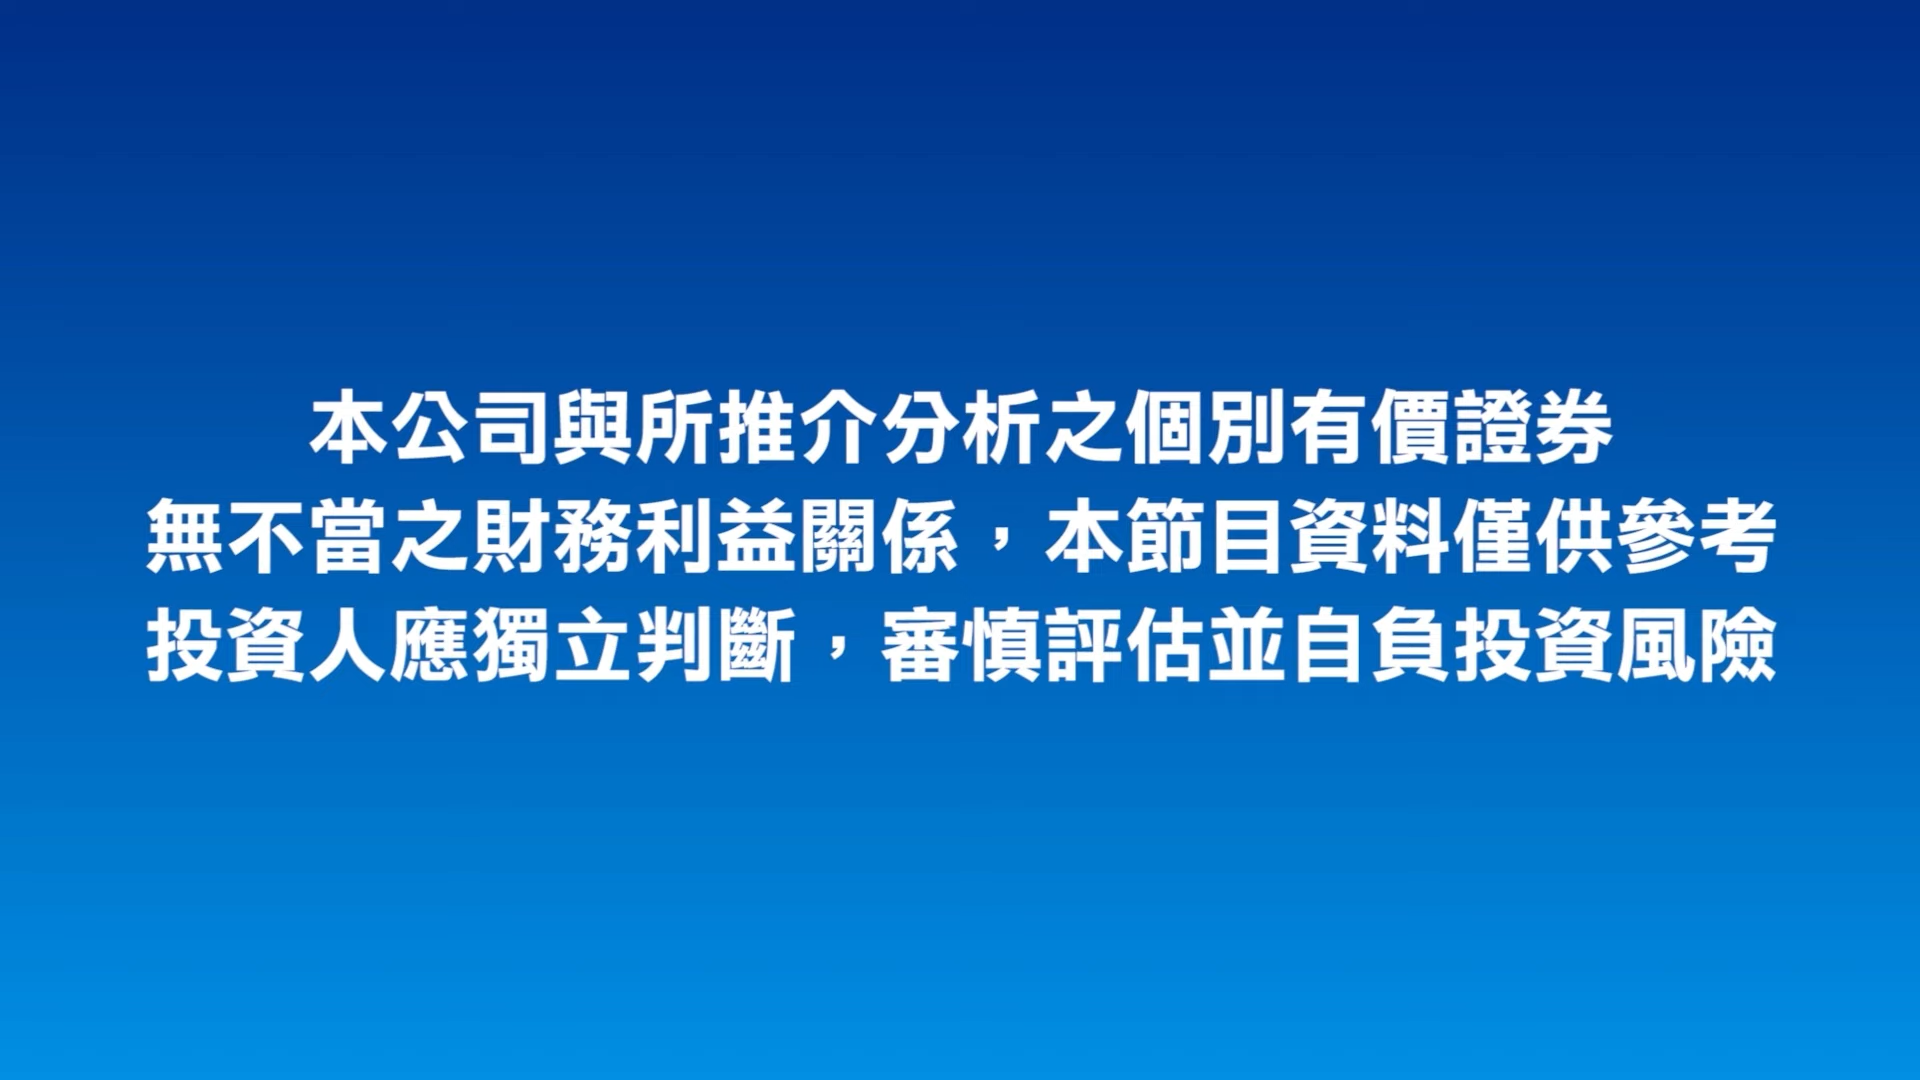 本公司與所推介分析之個別有價證券
無不當之財務利益關係，本節目資料僅供參考
投資人應獨立判斷，審慎評估並自負投資風險